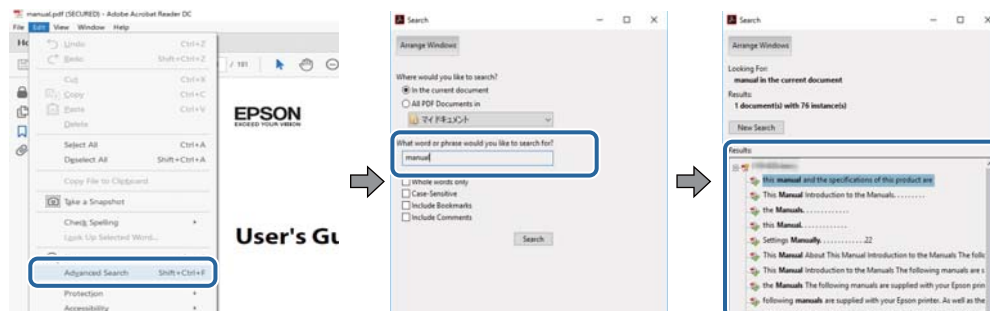 manual.pdf (SECURED) - Adobe Acrobat Reader DC
File Edit View Window Help
Undo Ctrl+Z
Redo Shift+Ctrl+Z
Cut Ctrl+X
Copy Ctrl+C
Paste Ctrl+V
Delete
Select All Ctrl+A
Deselect All Shift+Ctrl+A
Copy File to Clipboard
Take a Snapshot
Check Spelling
Look Up Selected Word...
Advanced Search Shift+Ctrl+F
Protection
Accessibility
/ 191
EPSON
EXCEED YOUR VISION
User's Gu
Search
Arrange Windows
Where would you like to search?
In the current document
All PDF Documents in
マイ ドキュメント
What word or phrase would you like to search for?
manual
Whole words only
Case-Sensitive
Include Bookmarks
Include Comments
Search
Search
Arrange Windows
Looking For:
manual in the current document
Results:
1 document(s) with 76 instance(s)
New Search
Results:
this manual and the specifications of this product are
This Manual Introduction to the Manuals. . . . . . . . .
the Manuals. . . . . . . . . . . . .
this Manual. . . . . . . . . . . . .
Settings Manually. . . . . . . . . . . . .22
This Manual About This Manual Introduction to the Manuals The follo
This Manual Introduction to the Manuals The following manuals are s
the Manuals The following manuals are supplied with your Epson prin
following manuals are supplied with your Epson printer. As well as the